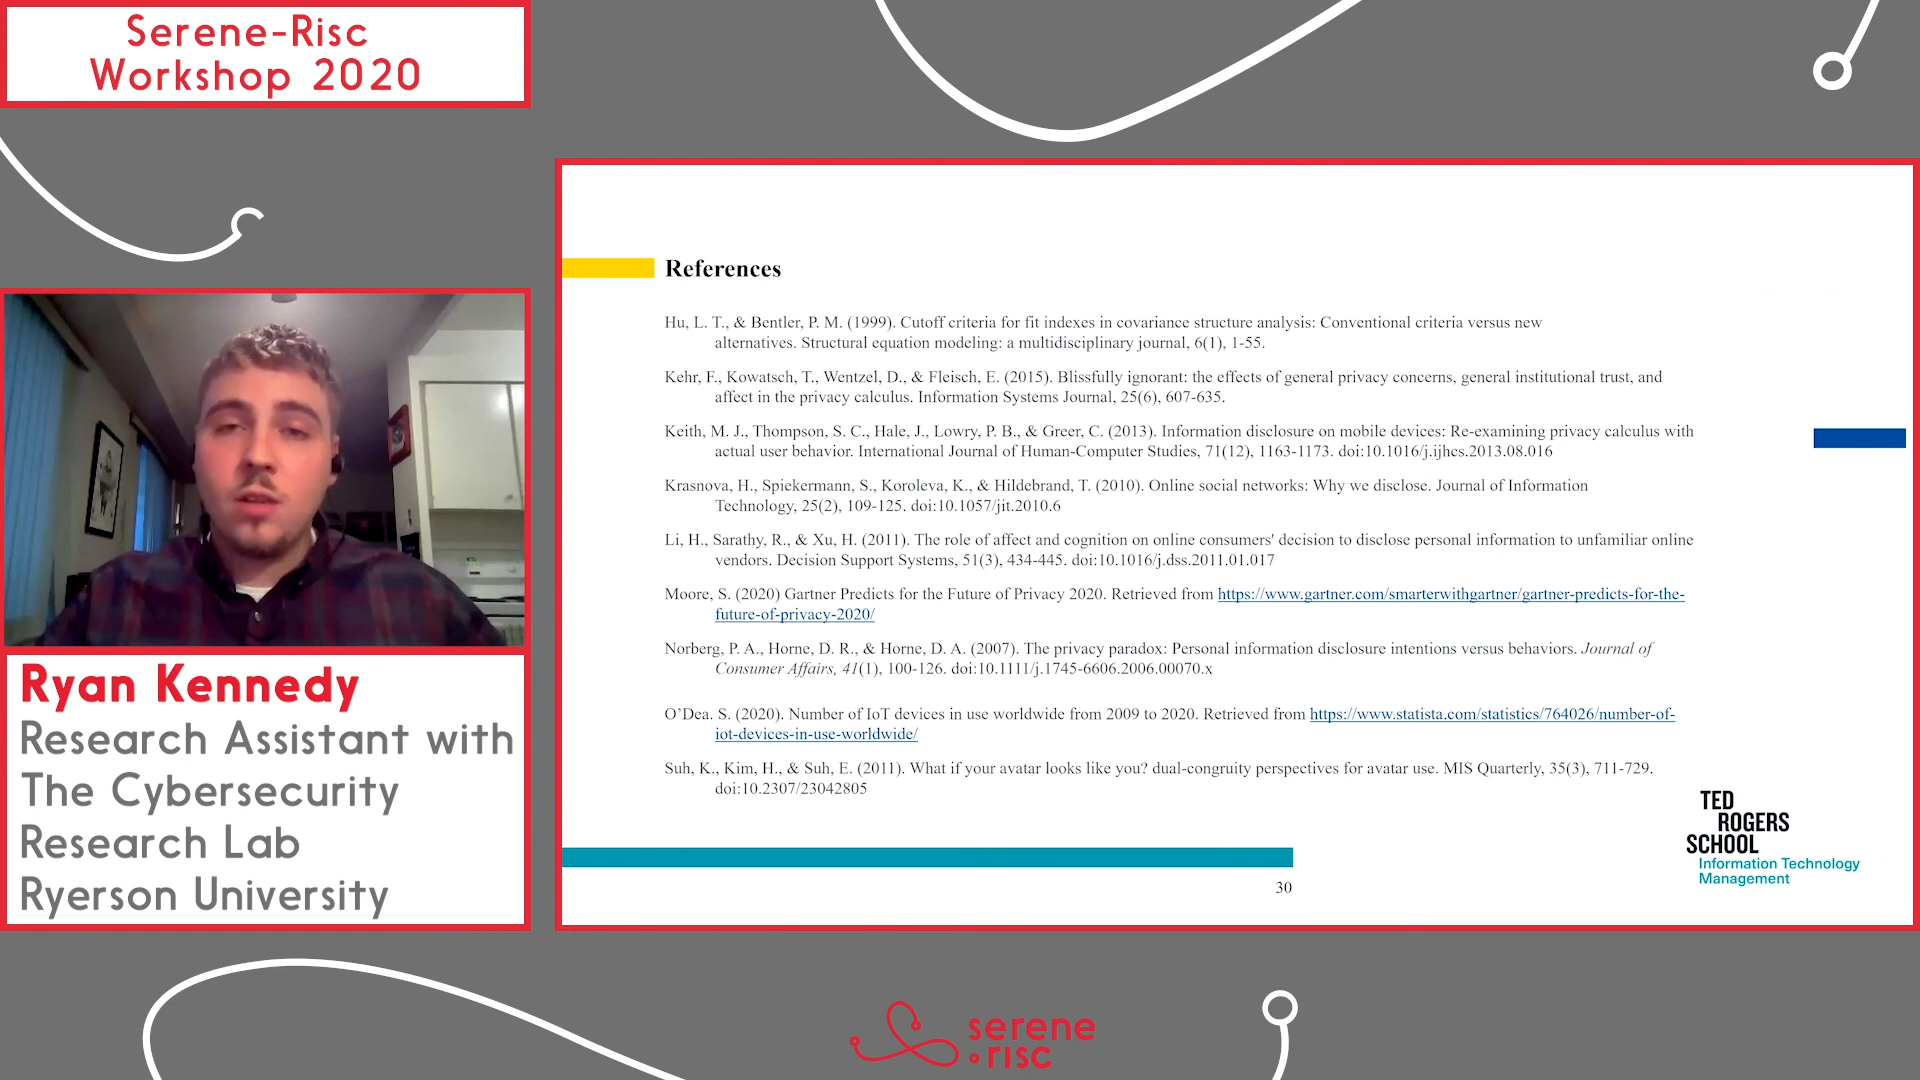 Serene-Risc
Workshop 2020
References
Hu, L. T., & Bentler, P. M. (1999). Cutoff criteria for fit indexes in covariance structure analysis: Conventional criteria versus new
alternatives. Structural equation modeling: a multidisciplinary journal, 6(1), 1-55.
Kehr, F., Kowatsch, T., Wentzel, D., & Fleisch, E. (2015). Blissfully ignorant: the effects of general privacy concerns, general institutional trust, and
affect in the privacy calculus. Information Systems Journal, 25(6), 607-635.
Keith, M. J., Thompson, S. C., Hale, J., Lowry, P. B., & Greer, C. (2013). Information disclosure on mobile devices: Re-examining privacy calculus with
actual user behavior. International Journal of Human-Computer Studies, 71(12), 1163-1173. doi:10.1016/j.ijhcs.2013.08.016
Krasnova, H., Spiekermann, S., Koroleva, K., & Hildebrand, T. (2010). Online social networks: Why we disclose. Journal of Information
Technology, 25(2), 109-125. doi:10.1057/jit.2010.6
Li, H., Sarathy, R., & Xu, H. (2011). The role of affect and cognition on online consumers' decision to disclose personal information to unfamiliar online
vendors. Decision Support Systems, 51(3), 434-445. doi:10.1016/j.dss.2011.01.017
Moore, S. (2020) Gartner Predicts for the Future of Privacy 2020. Retrieved from https://www.gartner.com/smarterwithgartner/gartner-predicts-for-the-
future-of-privacy-2020/
Norberg, P. A., Horne, D. R., & Horne, D. A. (2007). The privacy paradox: Personal information disclosure intentions versus behaviors. Journal of
Consumer Affairs, 41(1), 100-126. doi:10.1111/j.1745-6606.2006.00070.x
O’Dea. S. (2020). Number of IoT devices in use worldwide from 2009 to 2020. Retrieved from https://www.statista.com/statistics/764026/number-of-
iot-devices-in-use-worldwide/
Suh, K., Kim, H., & Suh, E. (2011). What if your avatar looks like you? dual-congruity perspectives for avatar use. MIS Quarterly, 35(3), 711-729.
doi:10.2307/23042805
TED
ROGERS
SCHOOL
Information Technology
Management
30
Ryan Kennedy
Research Assistant with
The Cybersecurity
Research Lab
Ryerson University
serene
risc